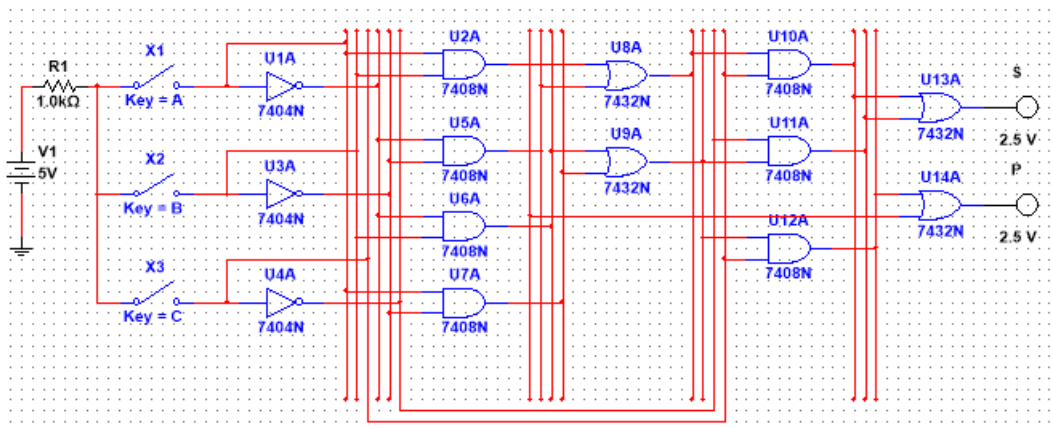 X1
R1
1.0kΩ
Key = A
U1A
7404N
V1
5V
X2
Key = B
U3A
7404N
X3
Key = C
U4A
7404N
U2A
7408N
U5A
7408N
U6A
7408N
U7A
7408N
U8A
7432N
U9A
7432N
U10A
7408N
U11A
7408N
U12A
7408N
U13A
7432N
U14A
7432N
S
2.5 V
P
2.5 V